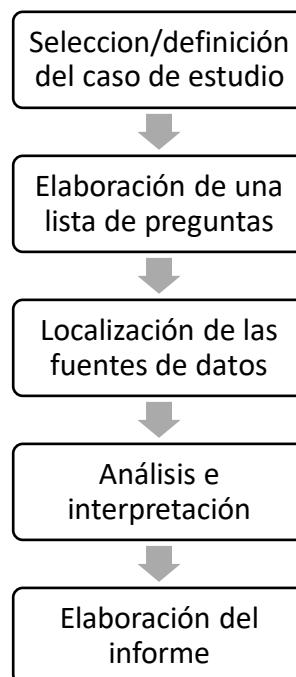 Seleccion/definición
del caso de estudio
Elaboración de una
lista de preguntas
Localización de las
fuentes de datos
Análisis e
interpretación
Elaboración del
informe